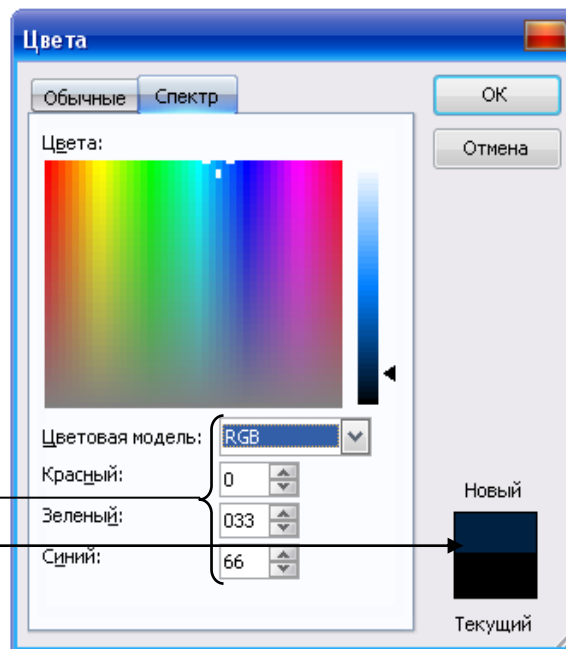 Цвета
Обычные Спектр
ОК
Отмена
Цвета:
Цветовая модель: RGB
Красный: 0
Зеленый: 033
Синий: 66
Новый
Текущий